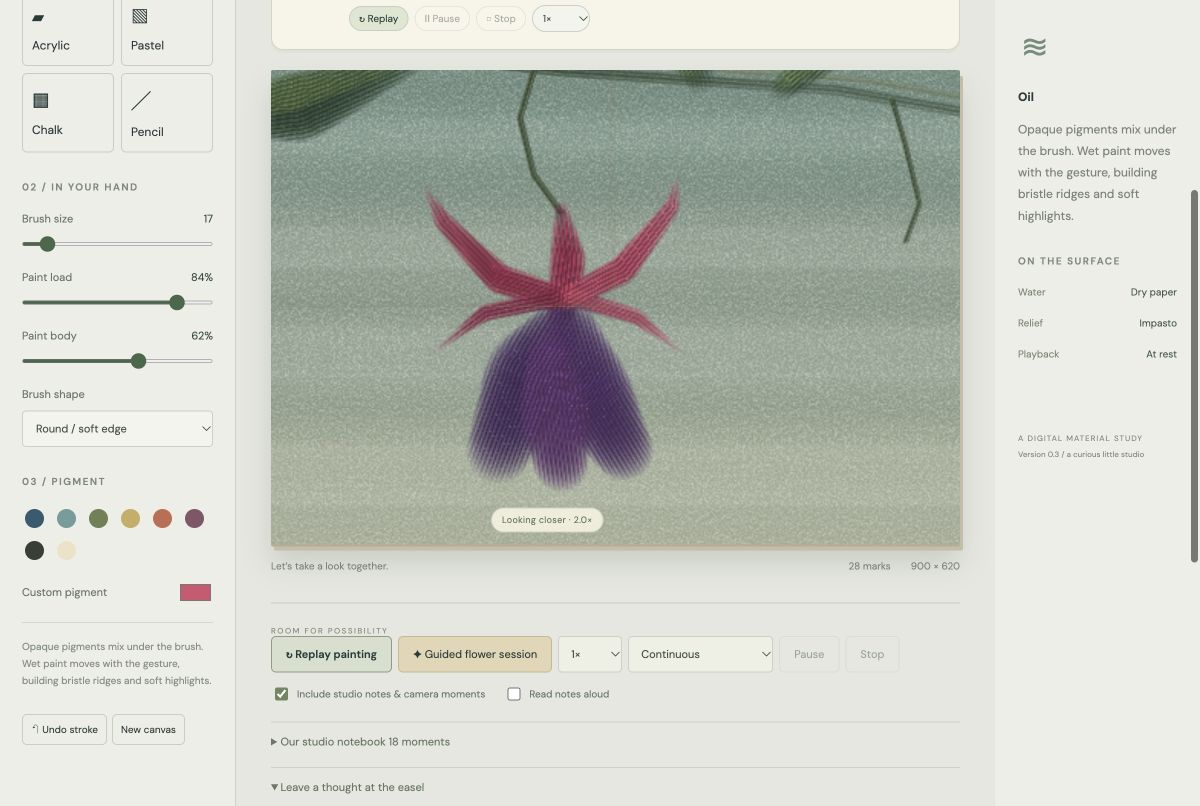 Acrylic
Pastel
Chalk
Pencil
02 / IN YOUR HAND
Brush size 17
Paint load 84%
Paint body 62%
Brush shape
Round / soft edge
03 / PIGMENT
Custom pigment
Opaque pigments mix under the brush.
Wet paint moves with the gesture,
building bristle ridges and soft highlights.
Undo stroke
New canvas
↻ Replay
II Pause
Stop
1×
Looking closer · 2.0×
Let's take a look together.
28 marks 900 × 620
ROOM FOR POSSIBILITY
↻ Replay painting
✦ Guided flower session
1×
Continuous
Pause
Stop
Include studio notes & camera moments
Read notes aloud
Our studio notebook 18 moments
Leave a thought at the easel
Oil
Opaque pigments mix under
the brush. Wet paint moves
with the gesture, building
bristle ridges and soft
highlights.
ON THE SURFACE
Water Dry paper
Relief Impasto
Playback At rest
A DIGITAL MATERIAL STUDY
Version 0.3 / a curious little studio